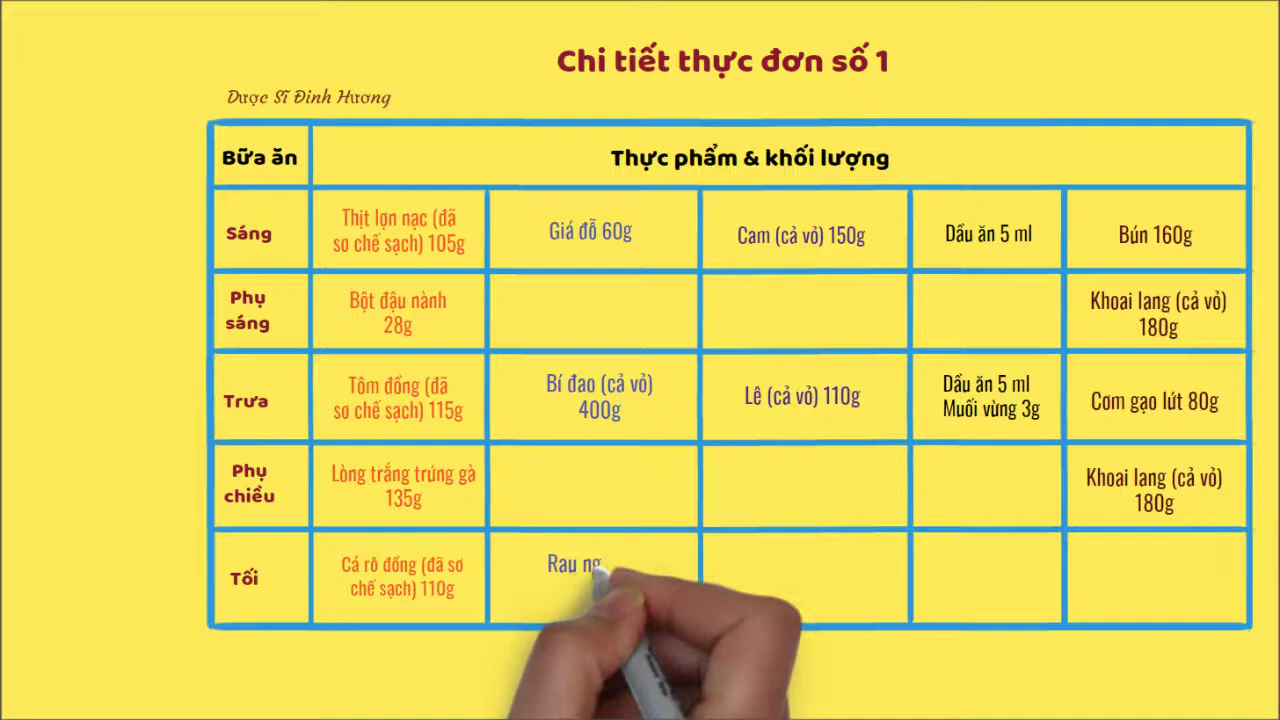 Chi tiết thực đơn số 1
Dược Sĩ Đinh Hương
Bữa ăn
Thực phẩm & khối lượng
Sáng
Thịt lợn nạc (đã
sơ chế sạch) 105g
Giá đỗ 60g
Cam (cả vỏ) 150g
Dầu ăn 5 ml
Bún 160g
Phụ
sáng
Bột đậu nành
28g
Khoai lang (cả vỏ)
180g
Trưa
Tôm đồng (đã
sơ chế sạch) 115g
Bí đao (cả vỏ)
400g
Lê (cả vỏ) 110g
Dầu ăn 5 ml
Muối vừng 3g
Cơm gạo lứt 80g
Phụ
chiều
Lòng trắng trứng gà
135g
Khoai lang (cả vỏ)
180g
Tối
Cá rô đồng (đã sơ
chế sạch) 110g
Rau ng